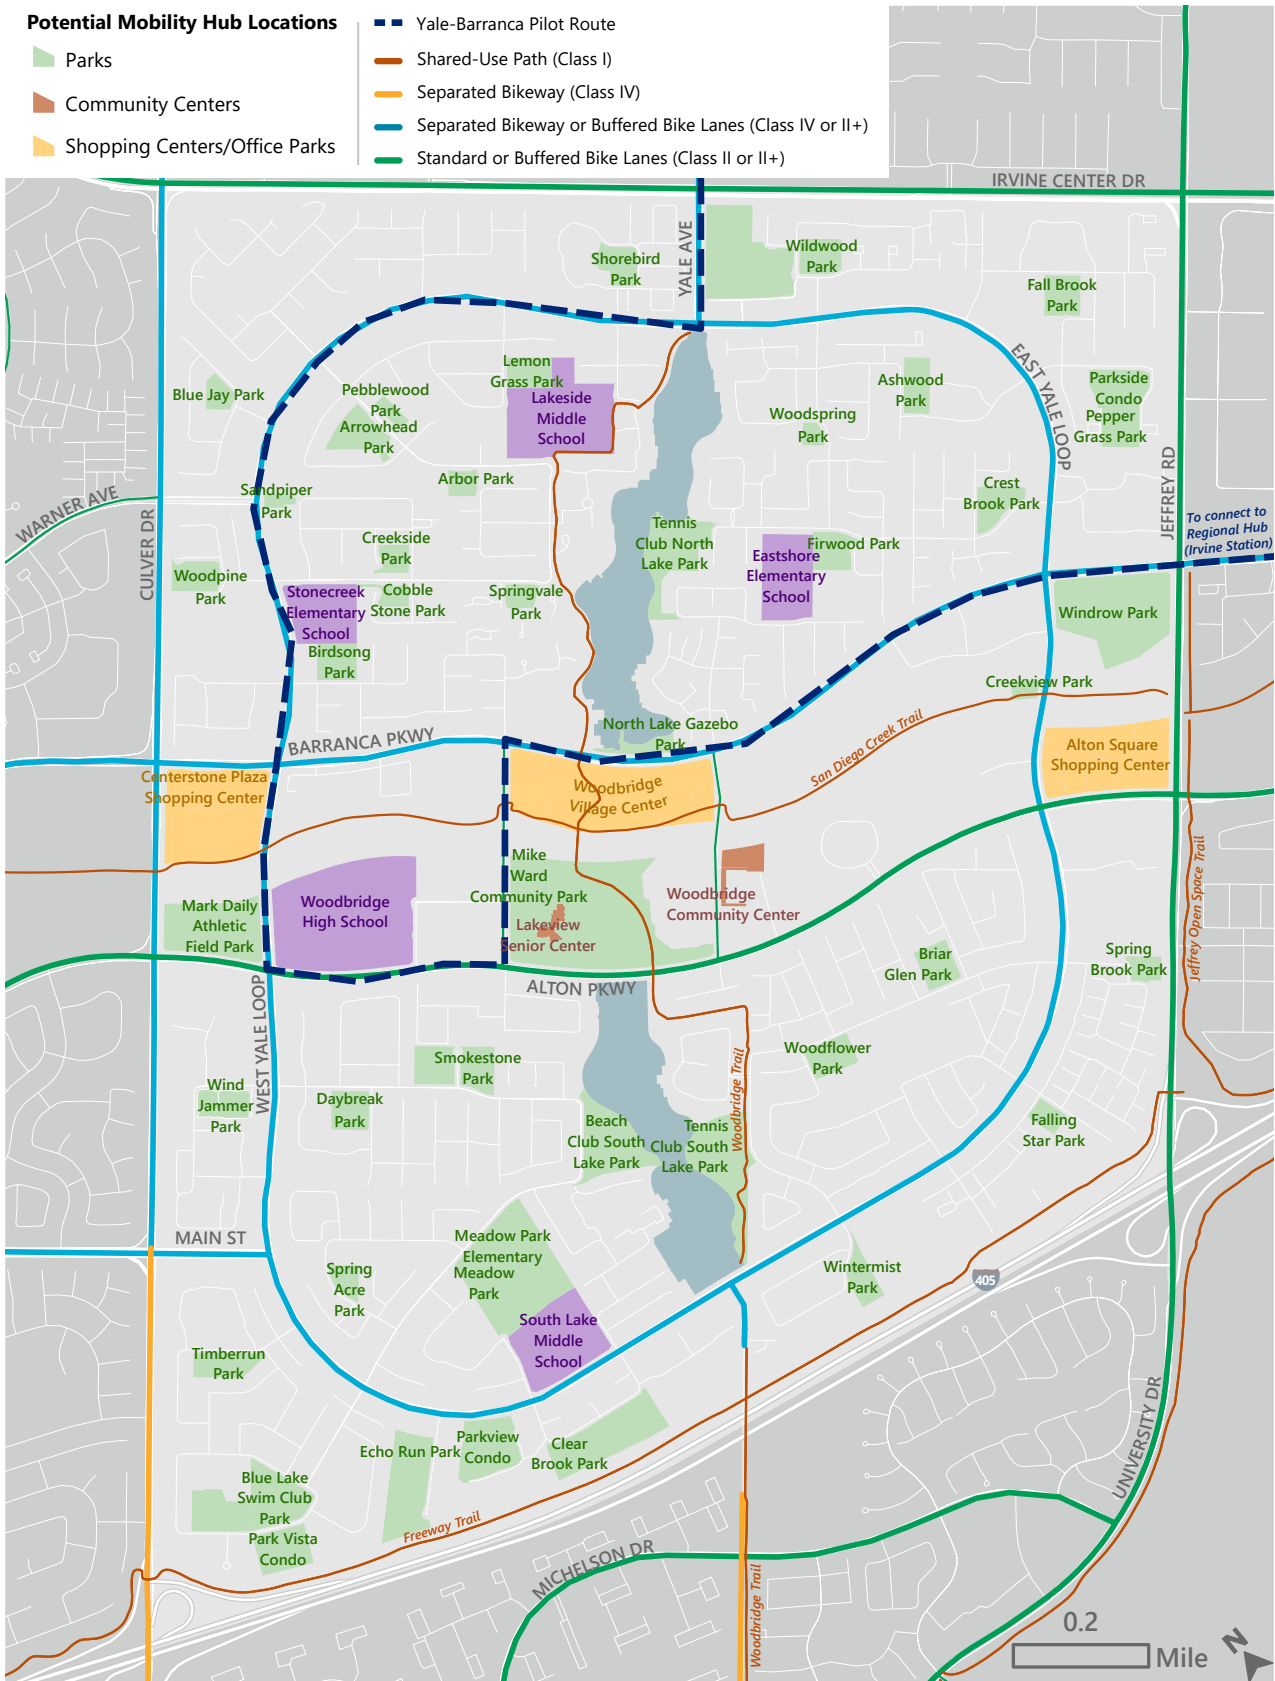 Potential Mobility Hub Locations
Parks
Community Centers
Shopping Centers/Office Parks
Yale-Barranca Pilot Route
Shared-Use Path (Class I)
Separated Bikeway (Class IV)
Separated Bikeway or Buffered Bike Lanes (Class IV or II+)
Standard or Buffered Bike Lanes (Class II or II+)
IRVINE CENTER DR
YALE AVE
Shorebird
Park
Wildwood
Park
Fall Brook
Park
EAST YALE LOOP
Lemon
Grass Park
Lakeside
Middle
School
Blue Jay Park
Pebblewood
Park
Arrowhead
Park
Ashwood
Park
Parkside
Condo
Pepper
Grass Park
Woodspring
Park
JEFFREY RD
Arbor Park
Sandpiper
Park
Crest
Brook Park
WARNER AVE
CULVER DR
To connect to
Regional Hub
(Irvine Station)
Tennis
Club North
Lake Park
Creekside
Park
Eastshore
Elementary
School
Firwood Park
Woodpine
Park
Stonecreek
Elementary
School
Cobble
Stone Park
Springvale
Park
Windrow Park
Birdsong
Park
Creekview Park
North Lake Gazebo
Park
San Diego Creek Trail
BARRANCA PKWY
Alton Square
Shopping Center
Centerstone Plaza
Shopping Center
Woodbridge
Village Center
Mike
Ward
Community Park
Woodbridge
Community Center
Jeffrey Open Space Trail
Woodbridge
High School
Mark Daily
Athletic
Field Park
Lakeview
Senior Center
Briar
Glen Park
Spring
Brook Park
ALTON PKWY
WEST YALE LOOP
Smokestone
Park
Woodflower
Park
Woodbridge Trail
Wind
Jammer
Park
Daybreak
Park
Beach
Club South
Lake Park
Tennis
Club South
Lake Park
Falling
Star Park
MAIN ST
Meadow Park
Elementary
Meadow
Park
Spring
Acre
Park
Wintermist
Park
405
South Lake
Middle
School
Timberrun
Park
UNIVERSITY DR
Echo Run Park
Parkview
Condo
Clear
Brook Park
Blue Lake
Swim Club
Park
Park Vista
Condo
Freeway Trail
MICHELSON DR
Woodbridge Trail
0.2
Mile
N